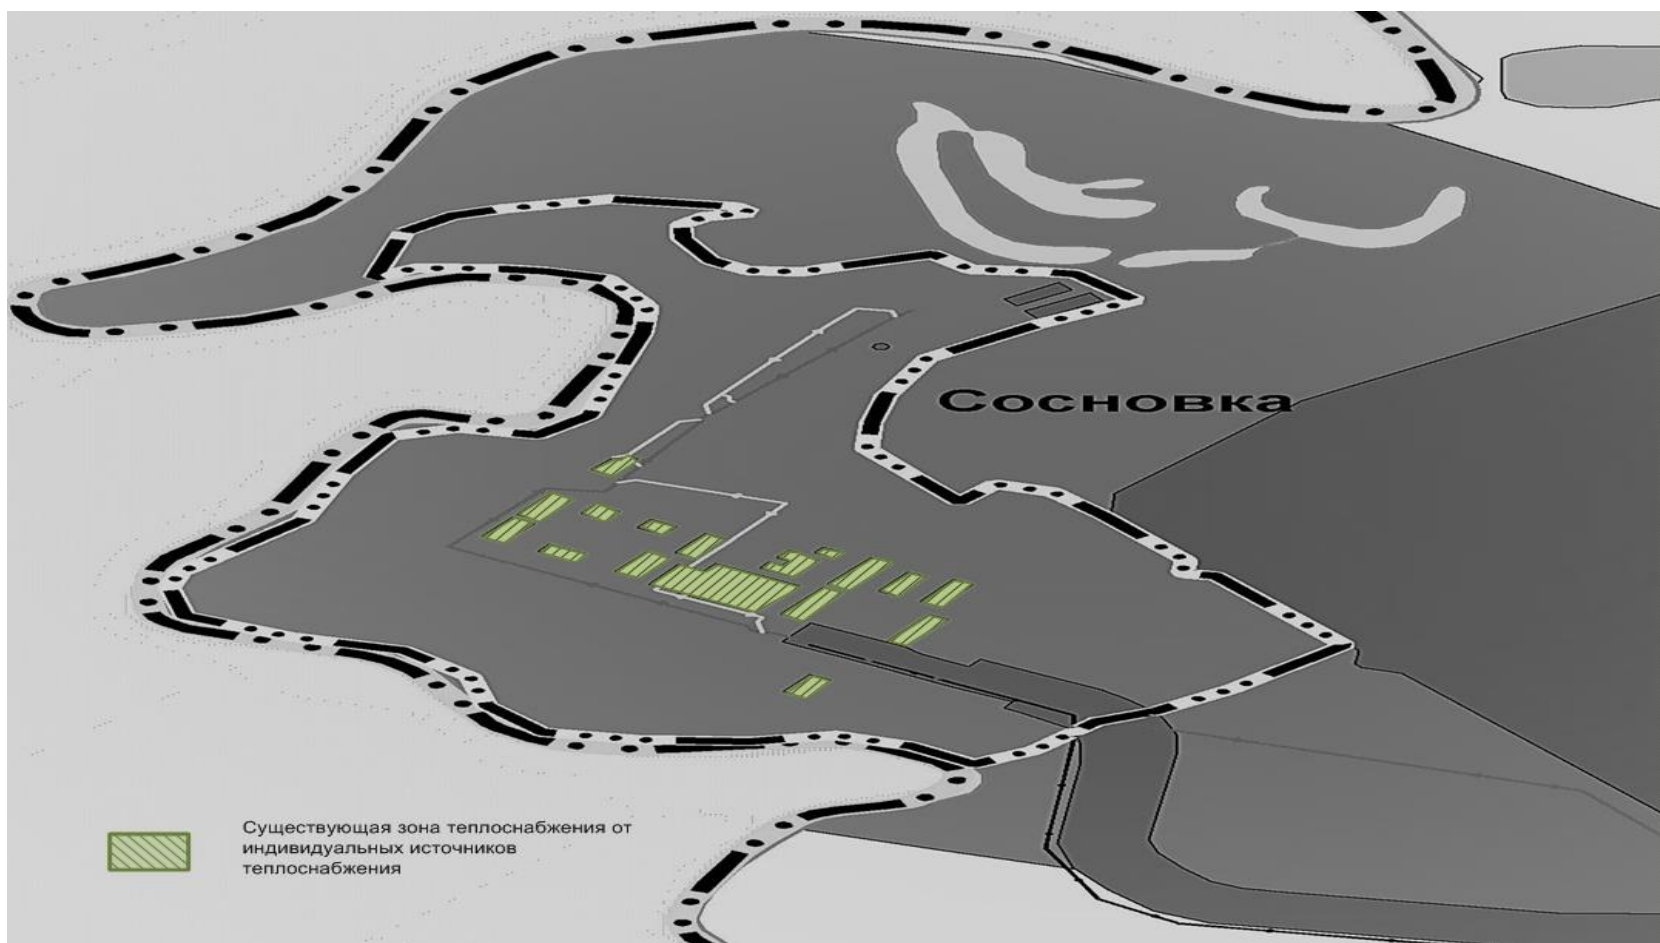 Сосновка
Существующая зона теплоснабжения от
индивидуальных источников
теплоснабжения